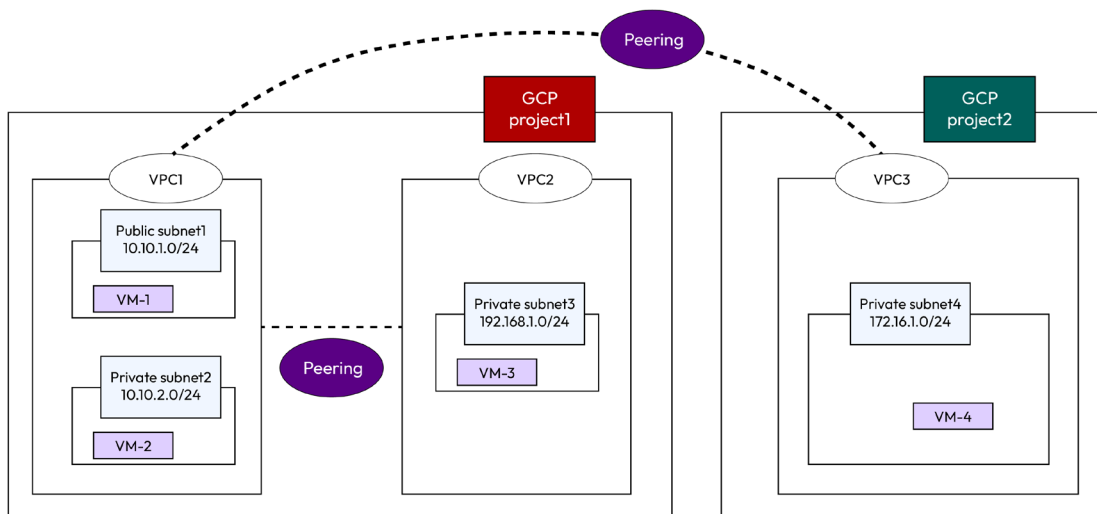 Peering
GCP
project1
GCP
project2
VPC1
VPC2
VPC3
Public subnet1
10.10.1.0/24
VM-1
Private subnet3
192.168.1.0/24
VM-3
Private subnet4
172.16.1.0/24
VM-4
Peering
Private subnet2
10.10.2.0/24
VM-2